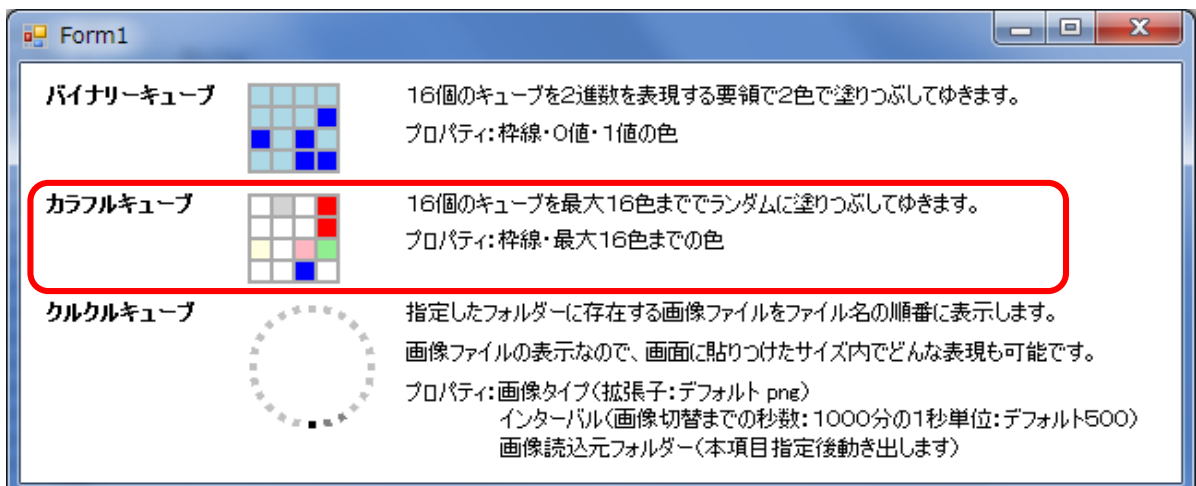 Form1
バイナリーキューブ
16個のキューブを2進数を表現する要領で2色で塗りつぶしてゆきます。
プロパティ:枠線・0値・1値の色
カラフルキューブ
16個のキューブを最大16色まででランダムに塗りつぶしてゆきます。
プロパティ:枠線・最大16色までの色
クルクルキューブ
指定したフォルダーに存在する画像ファイルをファイル名の順番に表示します。
画像ファイルの表示なので、画面に貼りつけたサイズ内でどんな表現も可能です。
プロパティ:画像タイプ(拡張子:デフォルト png)
インターバル(画像切替までの秒数:1000分の1秒単位:デフォルト500)
画像読込元フォルダー(本項目指定後動き出します)